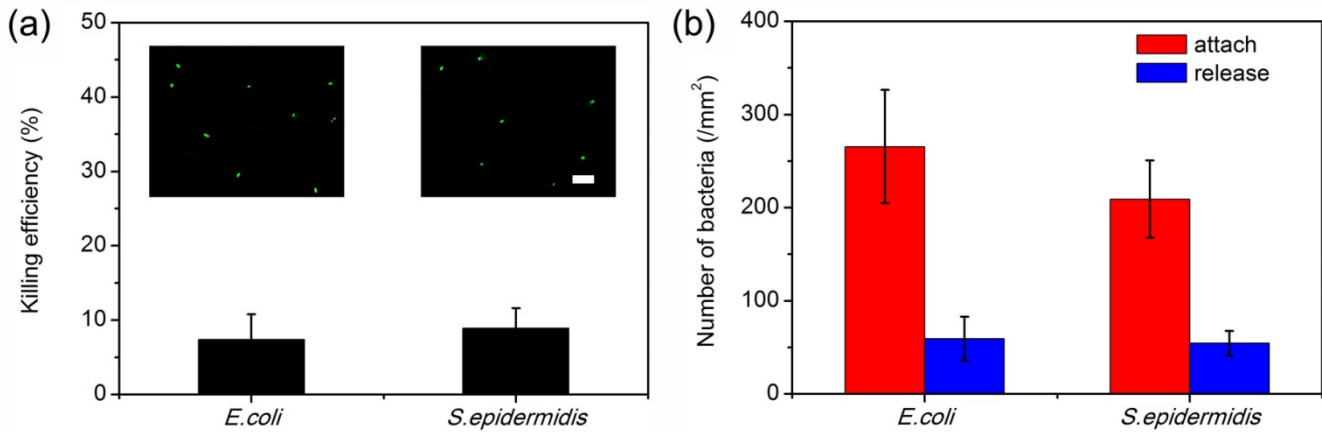 (a)
Killing efficiency (%)
50
40
30
20
10
0
E.coli
S.epidermidis
(b)
Number of bacteria (/mm²)
400
300
200
100
0
attach
release
E.coli
S.epidermidis